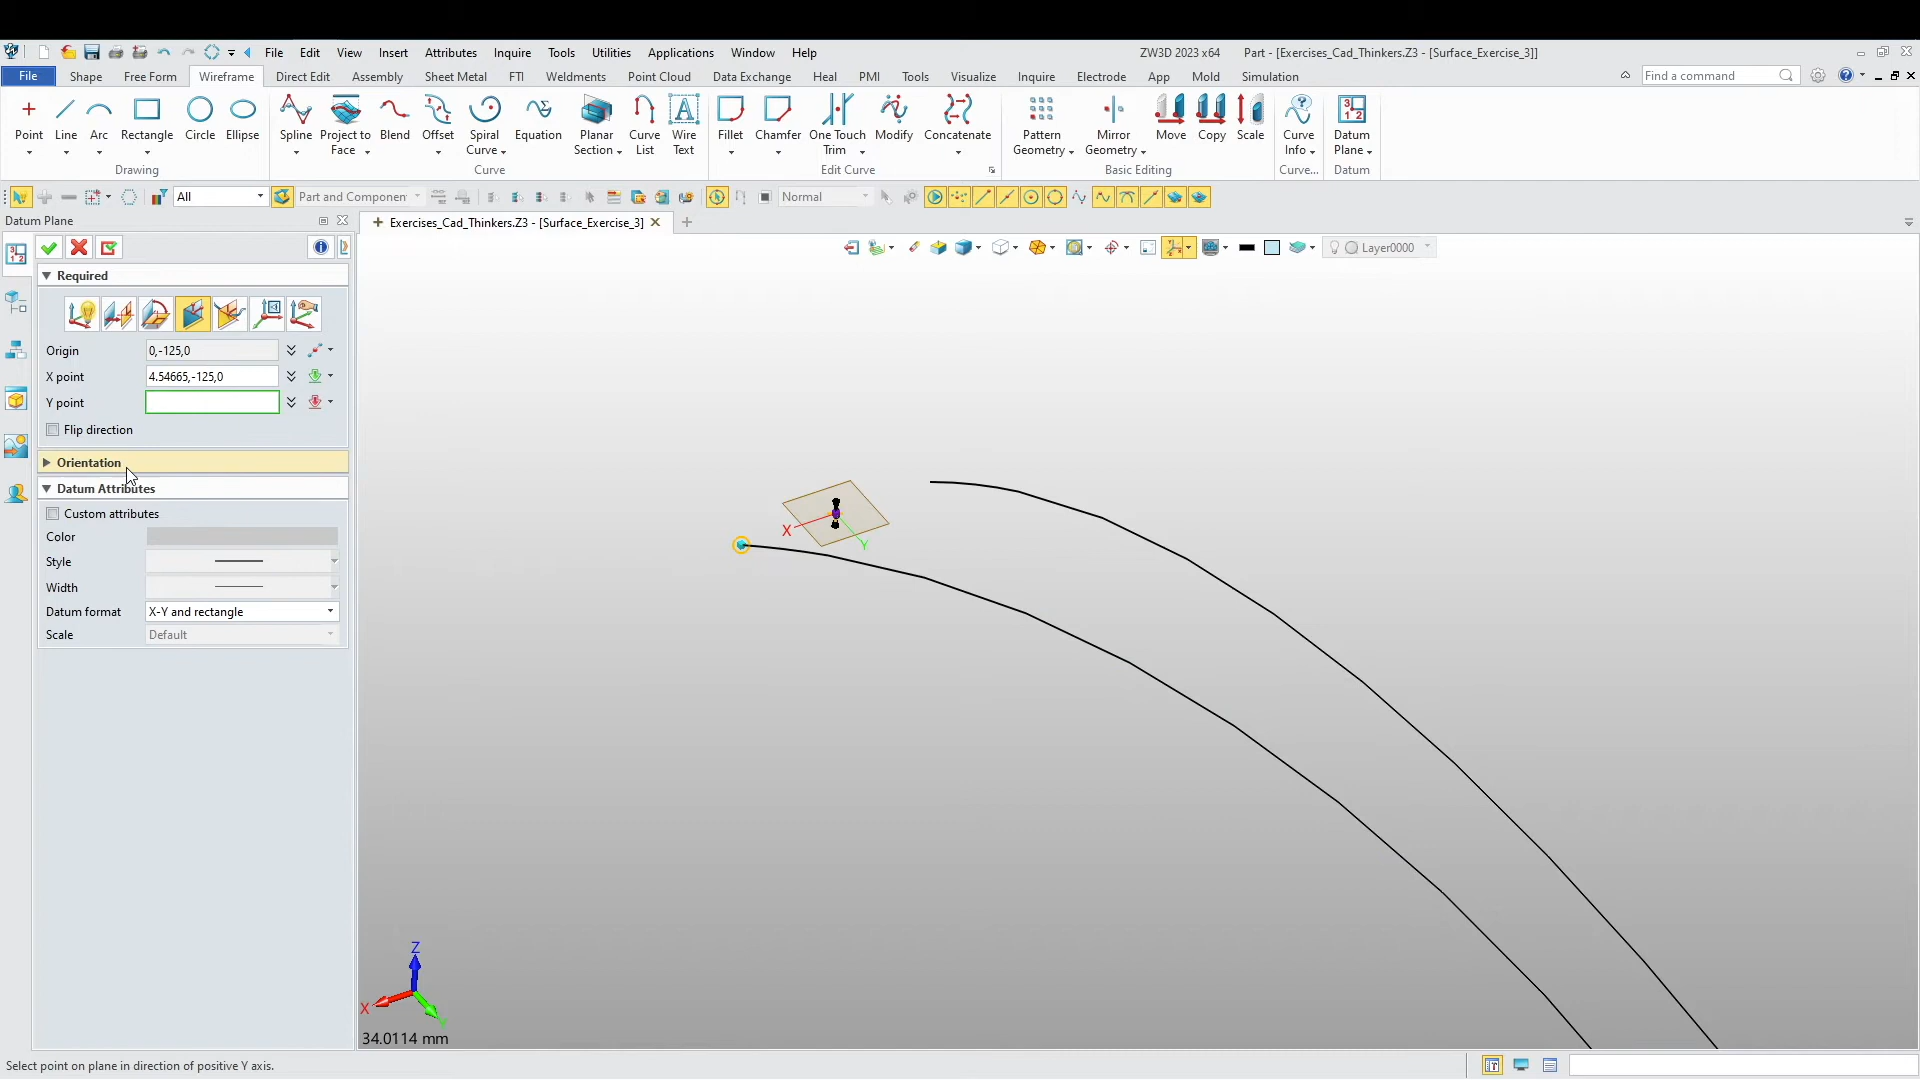 File Edit View Insert Attributes Inquire Tools Utilities Applications Window Help ZW3D 2023 x64 Part - [Exercises_Cad_Thinkers.Z3 - [Surface_Exercise_3]]
File Shape Free Form Wireframe Direct Edit Assembly Sheet Metal FTI Weldments Point Cloud Data Exchange Heal PMI Tools Visualize Inquire Electrode App Mold Simulation Find a command
Point Line Arc Rectangle Circle Ellipse Spline Project to Face Blend Offset Spiral Curve Equation Planar Section Curve List Wire Text Fillet Chamfer One Touch Trim Modify Concatenate Pattern Geometry Mirror Geometry Move Copy Scale Curve Info Datum Plane
Drawing Curve Edit Curve Basic Editing Curve... Datum
All Part and Componen Normal
Datum Plane
Exercises_Cad_Thinkers.Z3 - [Surface_Exercise_3]
Layer0000
Required
Origin 0,-125,0
X point 4.54665,-125,0
Y point
Flip direction
Orientation
Datum Attributes
Custom attributes
Color
Style
Width
Datum format X-Y and rectangle
Scale Default
X
Y
Z
X
Y
34.0114 mm
Select point on plane in direction of positive Y axis.